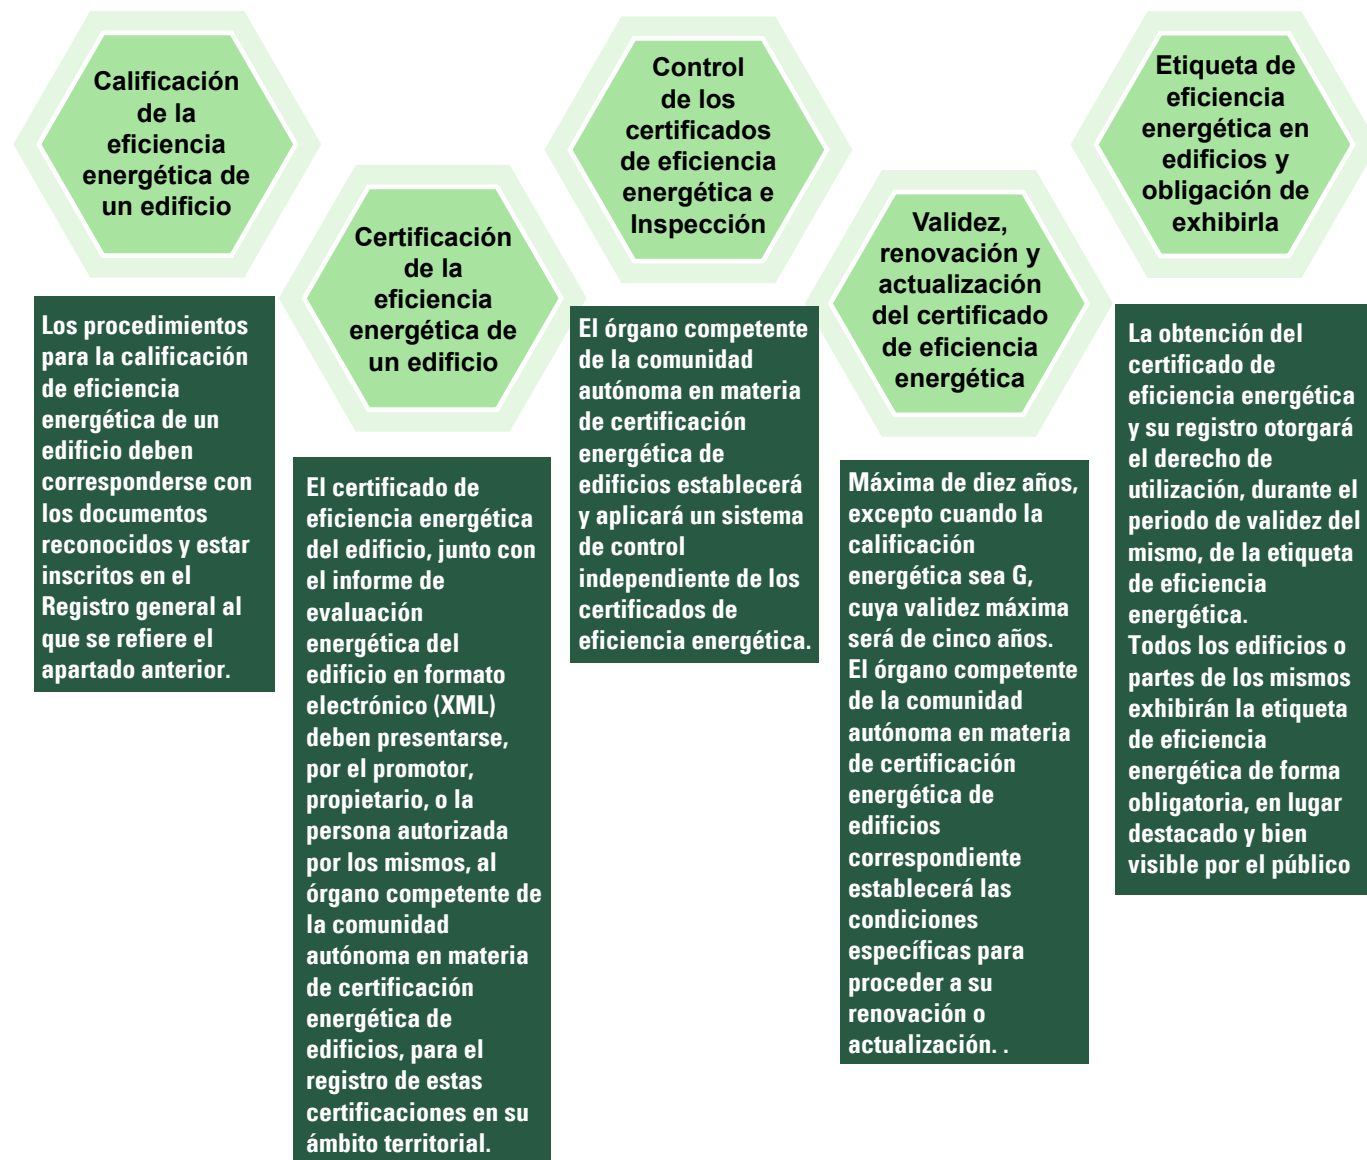 Calificación
de la
eficiencia
energética de
un edificio
Los procedimientos
para la calificación
de eficiencia
energética de un
edificio deben
corresponderse con
los documentos
reconocidos y estar
inscritos en el
Registro general al
que se refiere el
apartado anterior.
Certificación
de la
eficiencia
energética de
un edificio
El certificado de
eficiencia energética
del edificio, junto con
el informe de
evaluación
energética del
edificio en formato
electrónico (XML)
deben presentarse,
por el promotor,
propietario, o la
persona autorizada
por los mismos, al
órgano competente de
la comunidad
autónoma en materia
de certificación
energética de
edificios, para el
registro de estas
certificaciones en su
ámbito territorial.
Control
de los
certificados
de eficiencia
energética e
Inspección
El órgano competente
de la comunidad
autónoma en materia
de certificación
energética de
edificios establecerá
y aplicará un sistema
de control
independiente de los
certificados de
eficiencia energética.
Validez,
renovación y
actualización
del certificado
de eficiencia
energética
Máxima de diez años,
excepto cuando la
calificación
energética sea G,
cuya validez máxima
será de cinco años.
El órgano competente
de la comunidad
autónoma en materia
de certificación
energética de
edificios
correspondiente
establecerá las
condiciones
específicas para
proceder a su
renovación o
actualización. .
Etiqueta de
eficiencia
energética en
edificios y
obligación de
exhibirla
La obtención del
certificado de
eficiencia energética
y su registro otorgará
el derecho de
utilización, durante el
periodo de validez del
mismo, de la etiqueta
de eficiencia
energética.
Todos los edificios o
partes de los mismos
exhibirán la etiqueta
de eficiencia
energética de forma
obligatoria, en lugar
destacado y bien
visible por el público